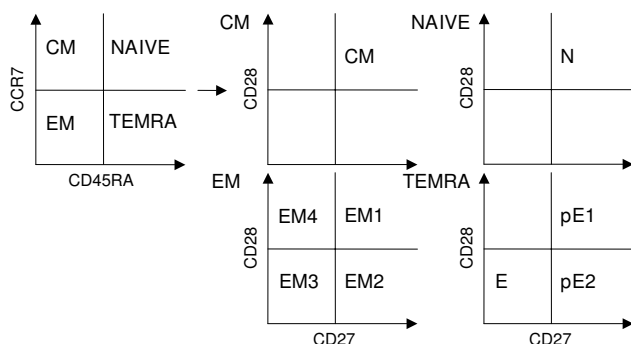 CM NAIVE
CCR7
EM TEMRA
CD45RA
CM
CD28
CM
NAIVE
CD28
N
EM
CD28
EM4 EM1
EM3 EM2
CD27
TEMRA
CD28
pE1
E pE2
CD27